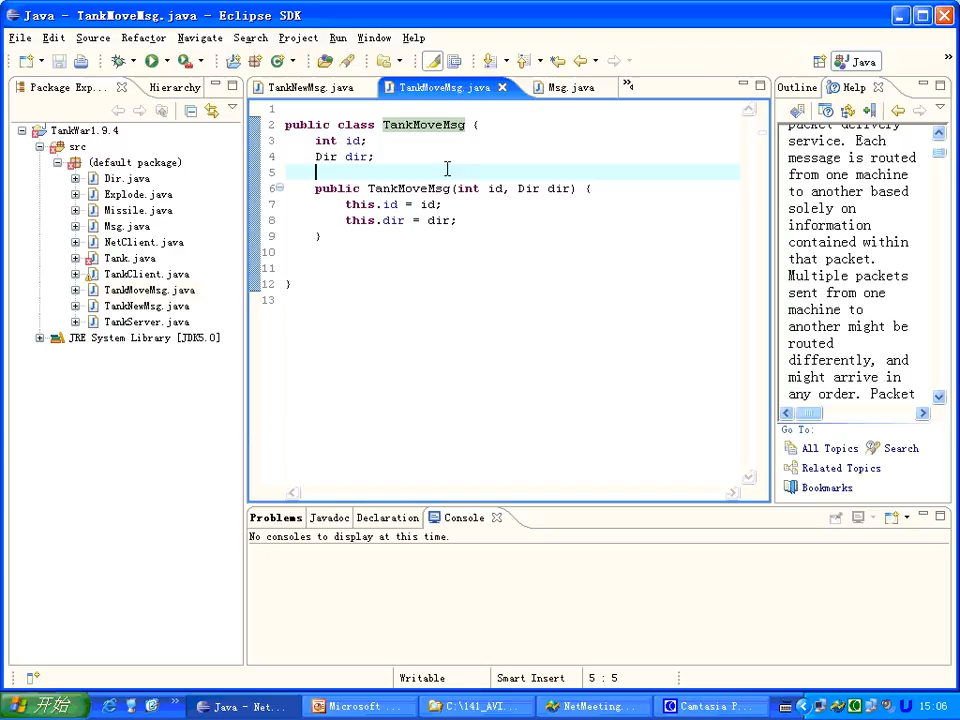 Java - TankMoveMsg.java - Eclipse SDK
File Edit Source Refactor Navigate Search Project Run Window Help
Java
Package Exp... Hierarchy
TankNewMsg.java TankMoveMsg.java Msg.java »4
Outline Help
TankWar1.9.4
src
(default package)
Dir.java
Explode.java
Missile.java
Msg.java
NetClient.java
Tank.java
TankClient.java
TankMoveMsg.java
TankNewMsg.java
TankServer.java
JRE System Library [JDK5.0]
1
2 public class TankMoveMsg {
3 int id;
4 Dir dir;
5
6 public TankMoveMsg(int id, Dir dir) {
7 this.id = id;
8 this.dir = dir;
9 }
10
11
12 }
13
packet delivery
service. Each
message is routed
from one machine
to another based
solely on
information
contained within
that packet.
Multiple packets
sent from one
machine to
another might be
routed
differently, and
might arrive in
any order. Packet
Go To:
All Topics Search
Related Topics
Bookmarks
Problems Javadoc Declaration Console
No consoles to display at this time.
Writable Smart Insert 5 : 5
开始 Java - Net... Microsoft ... C:\141_AVI... NetMeeting... Camtasia P... 15:06